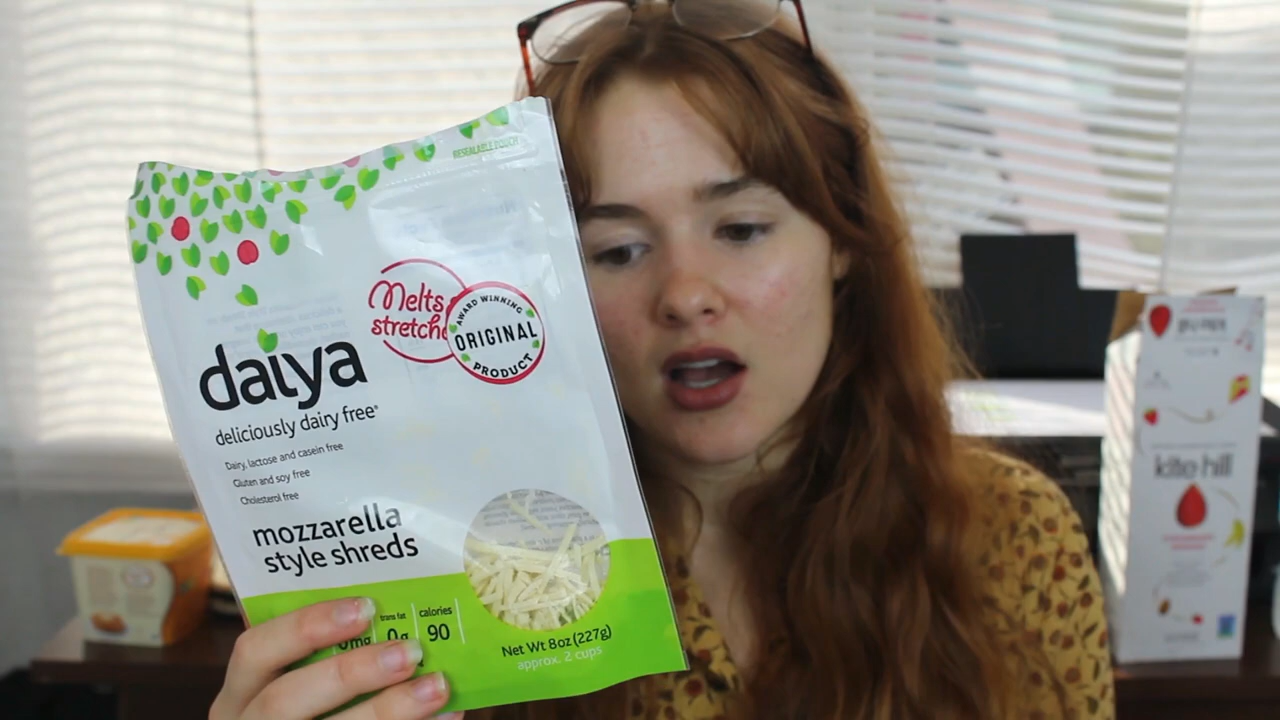 RESEALABLE POUCH
Melts
stretche
AWARD WINNING
ORIGINAL
PRODUCT
daiya
deliciously dairy free®
Dairy, lactose and casein free
Gluten and soy free
Cholesterol free
mozzarella
style shreds
trans fat
calories
0mg
0g
90
Net Wt 8oz (227g)
approx. 2 cups
kite hill